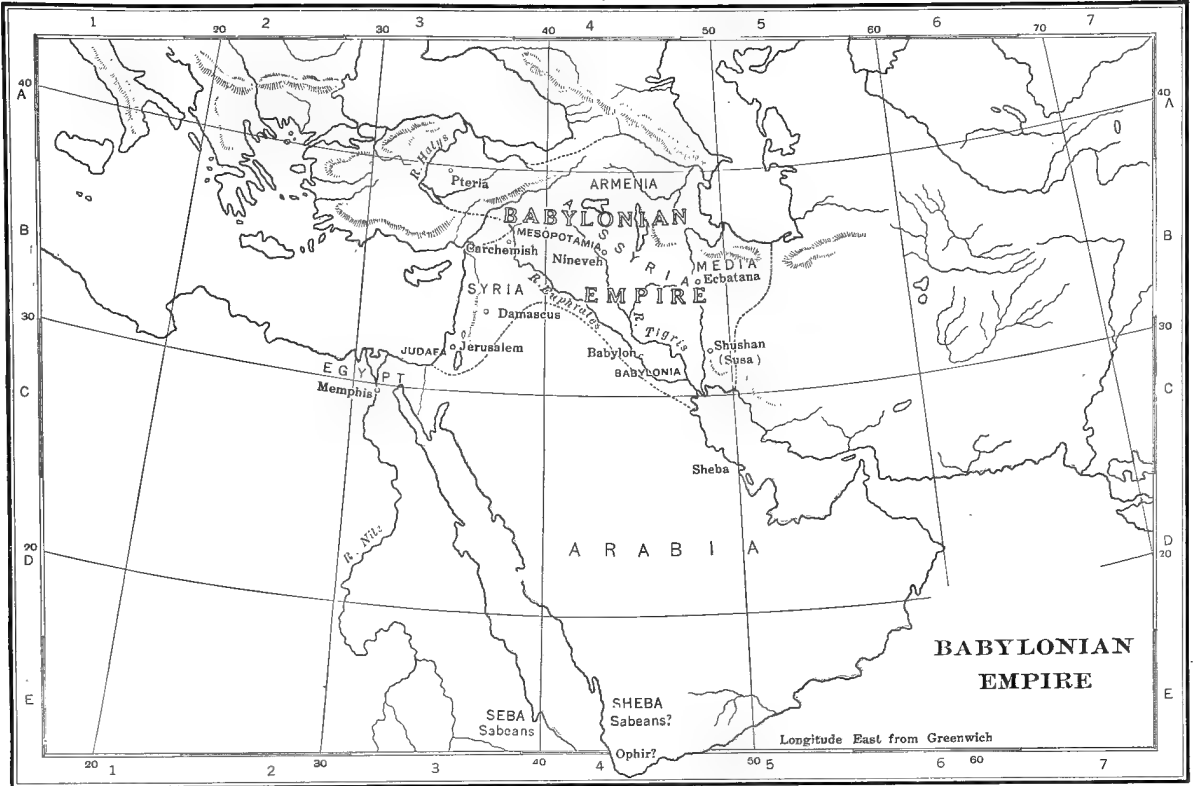 1 2 3 4 5 6 7
20 30 40 50 60 70
40 40
A A
R. Halys
Pteria
ARMENIA
BABYLONIAN
ASSYRIA
MESOPOTAMIA
B B
Carchemish
Nineveh
MEDIA
Ecbatana
SYRIA
R. Euphrates
EMPIRE
Damascus
R. Tigris
30 30
JUDAEA
Jerusalem
Babylon
Shushan
(Susa)
EGYPT
BABYLONIA
C C
Memphis
Sheba
R. Nile
ARABIA
20 20
D D
BABYLONIAN
EMPIRE
E E
SEBA
Sabeans
SHEBA
Sabeans?
Ophir?
Longitude East from Greenwich
20 30 40 50 60
1 2 3 4 5 6 7